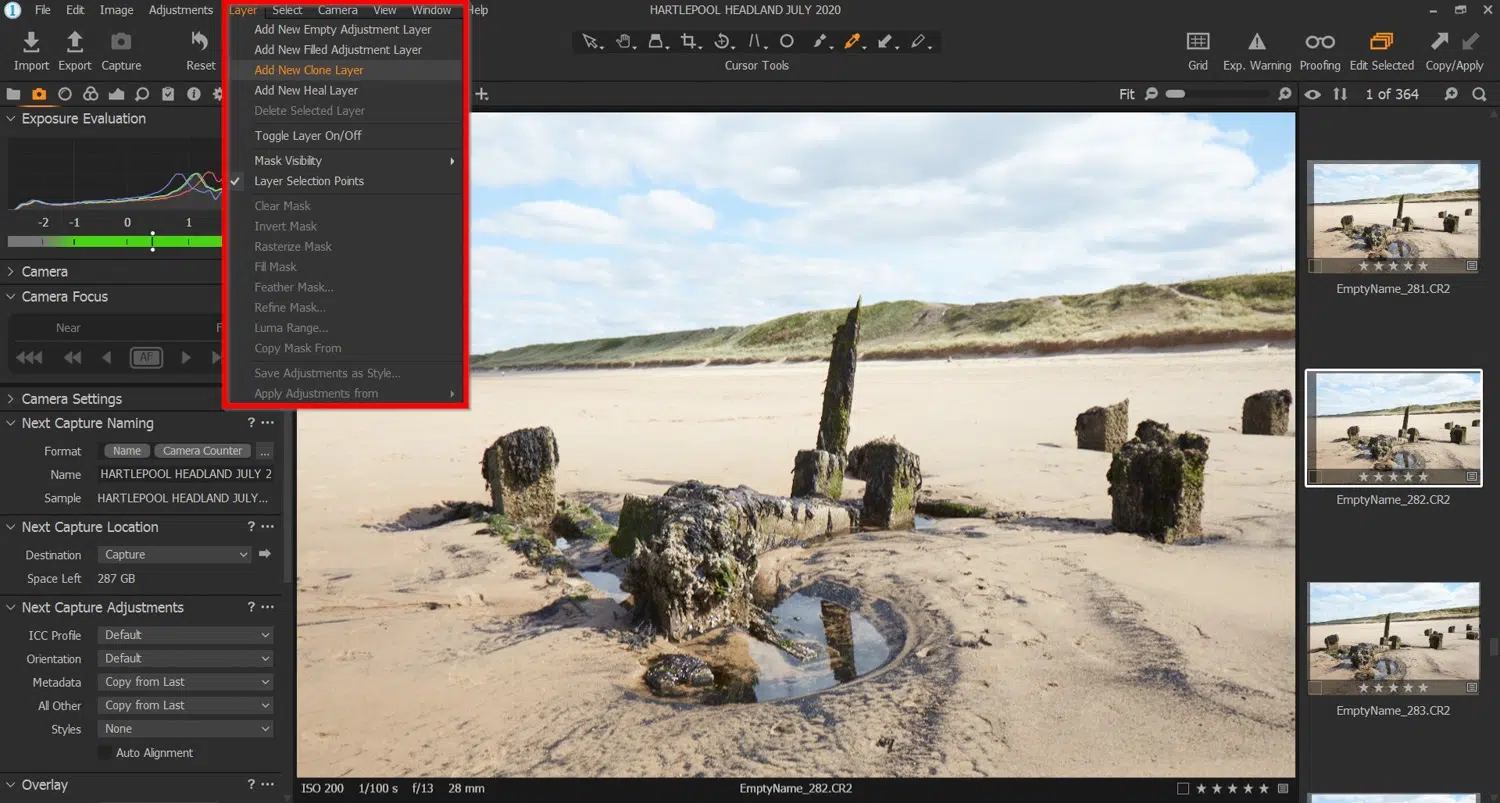 1 File Edit Image Adjustments Layer Select Camera View Window Help HARTLEPOOL HEADLAND JULY 2020
Import Export Capture Reset
Cursor Tools
Grid Exp. Warning Proofing Edit Selected Copy/Apply
Add New Empty Adjustment Layer
Add New Filled Adjustment Layer
Add New Clone Layer
Add New Heal Layer
Delete Selected Layer
Toggle Layer On/Off
Mask Visibility
Layer Selection Points
Clear Mask
Invert Mask
Rasterize Mask
Fill Mask
Feather Mask...
Refine Mask...
Luma Range...
Copy Mask From
Save Adjustments as Style...
Apply Adjustments from
Fit 1 of 364
Exposure Evaluation
-2 -1 0 1
Camera
Camera Focus
Near F
AF
Camera Settings
Next Capture Naming ? ...
Format Name Camera Counter ...
Name HARTLEPOOL HEADLAND JULY 2
Sample HARTLEPOOL HEADLAND JULY...
Next Capture Location ? ...
Destination Capture
Space Left 287 GB
Next Capture Adjustments ? ...
ICC Profile Default
Orientation Default
Metadata Copy from Last
All Other Copy from Last
Styles None
Auto Alignment
Overlay ? ...
ISO 200 1/100 s f/13 28 mm EmptyName_282.CR2
EmptyName_281.CR2
EmptyName_282.CR2
EmptyName_283.CR2